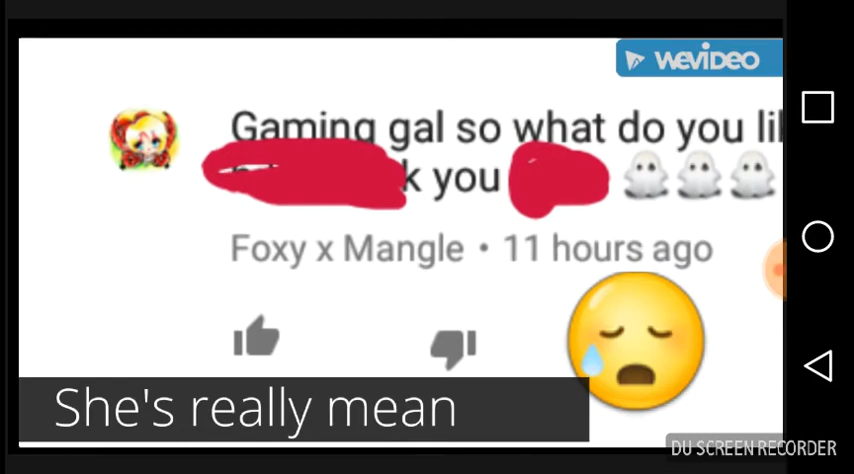 wevideo
Gaming gal so what do you
k you 👻👻👻
Foxy x Mangle • 11 hours ago
She's really mean
DU SCREEN RECORDER